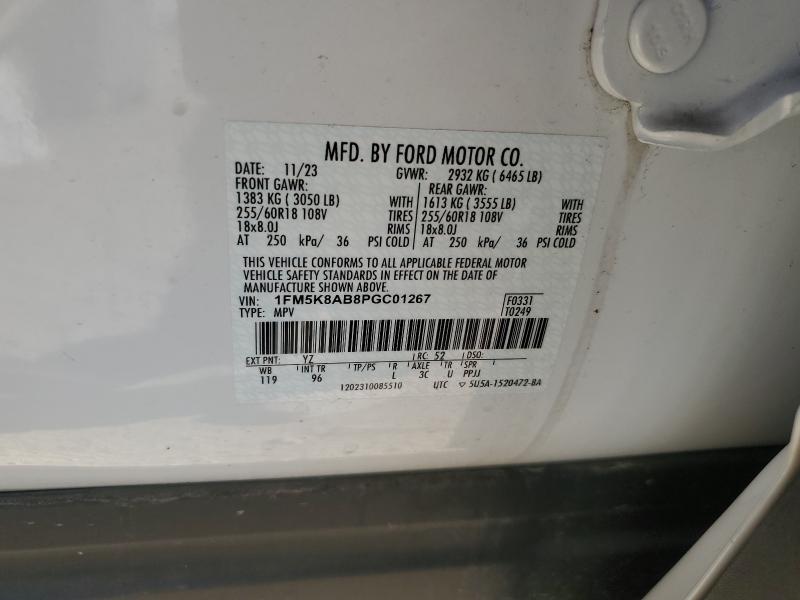 MFD. BY FORD MOTOR CO.
DATE: 11/23 GVWR: 2932 KG ( 6465 LB)
FRONT GAWR: REAR GAWR:
1383 KG ( 3050 LB) WITH 1613 KG ( 3555 LB) WITH
255/60R18 108V TIRES 255/60R18 108V TIRES
18x8.0J RIMS 18x8.0J RIMS
AT 250 kPa/ 36 PSI COLD AT 250 kPa/ 36 PSI COLD
THIS VEHICLE CONFORMS TO ALL APPLICABLE FEDERAL MOTOR
VEHICLE SAFETY STANDARDS IN EFFECT ON THE DATE OF
MANUFACTURE SHOWN ABOVE.
VIN: 1FM5K8AB8PGC01267 F0331
TYPE: MPV T0249
EXT PNT: YZ RC: 52 DSO:
WB INT TR TP/PS R AXLE TR SPR
119 96 L 3C U PPJJ
1202310085510 UTC ▽ 5U5A-1520472-BA